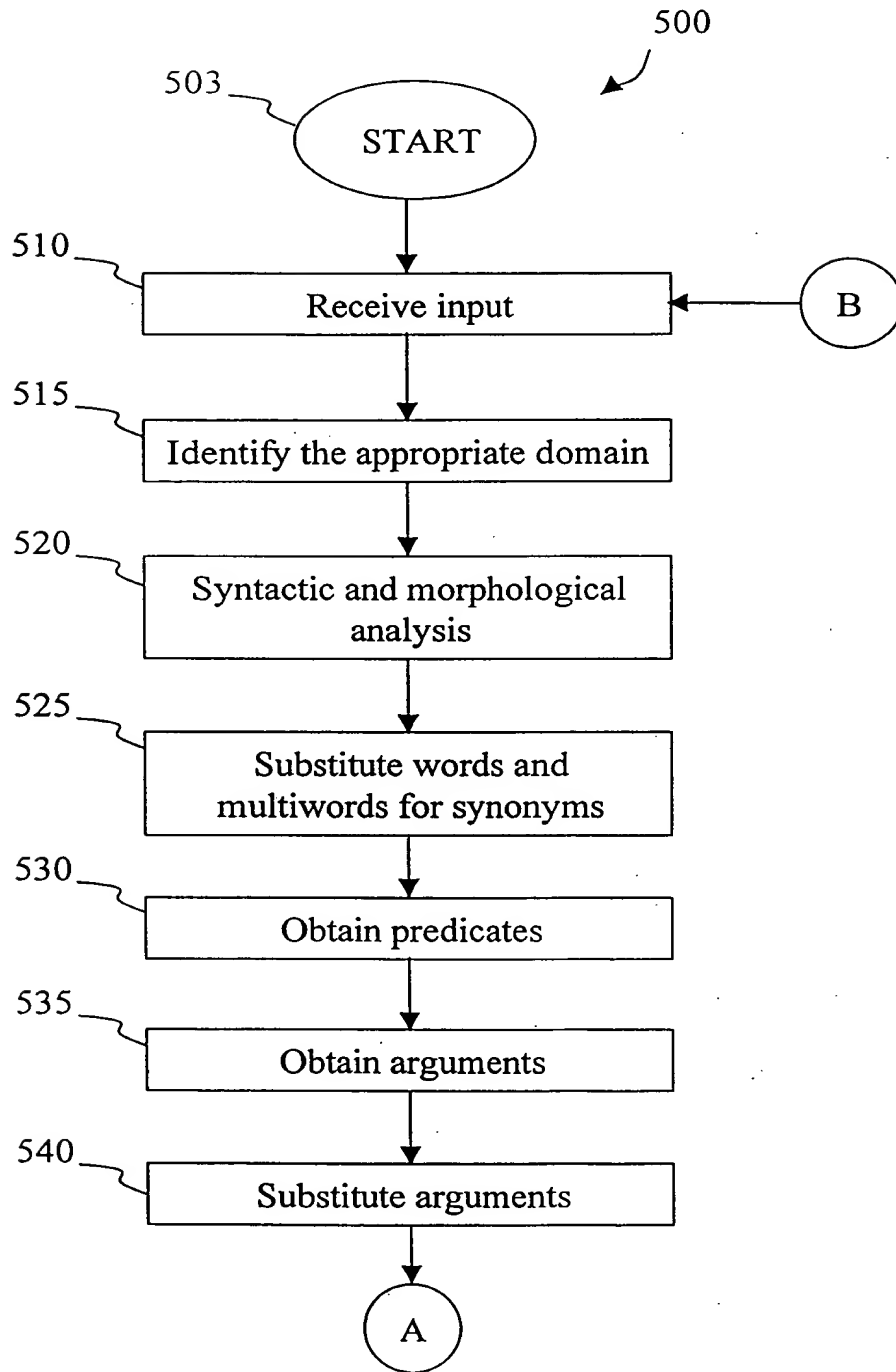 500
503
START
510
Receive input
B
515
Identify the appropriate domain
520
Syntactic and morphological
analysis
525
Substitute words and
multiwords for synonyms
530
Obtain predicates
535
Obtain arguments
540
Substitute arguments
A